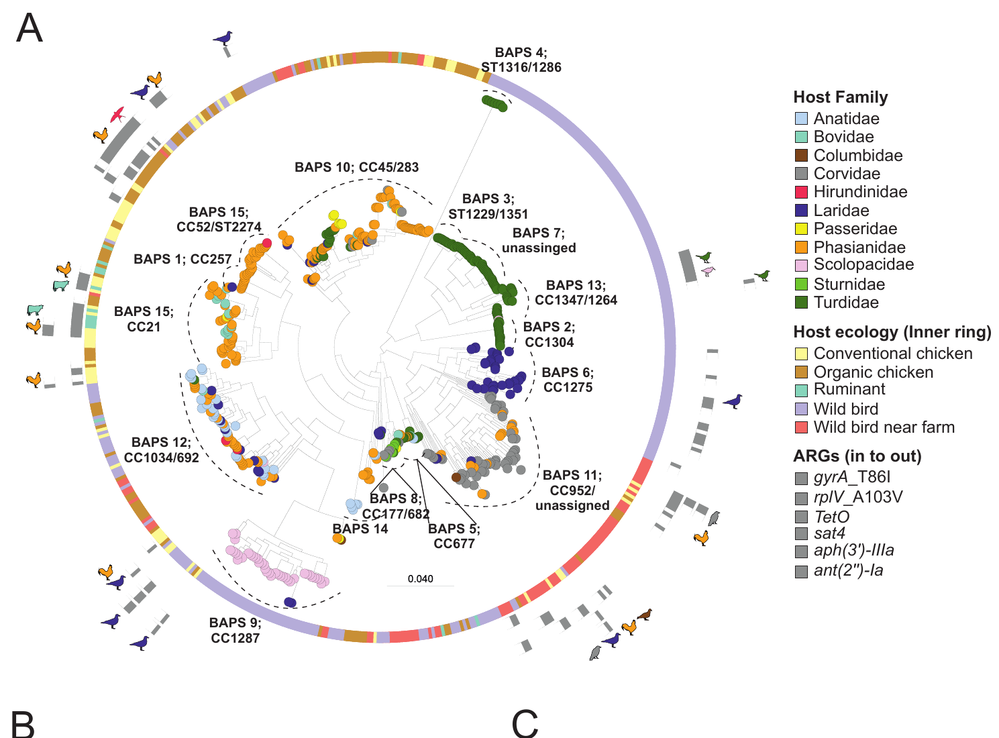 A
BAPS 4;
ST1316/1286
BAPS 10; CC45/283
BAPS 3;
ST1229/1351
BAPS 15;
CC52/ST2274
BAPS 7;
unassinged
BAPS 1; CC257
BAPS 13;
CC1347/1264
BAPS 15;
CC21
BAPS 2;
CC1304
BAPS 6;
CC1275
BAPS 12;
CC1034/692
BAPS 11;
CC952/
unassigned
BAPS 8;
CC177/682
BAPS 14
BAPS 5;
CC677
0.040
BAPS 9;
CC1287
Host Family
Anatidae
Bovidae
Columbidae
Corvidae
Hirundinidae
Laridae
Passeridae
Phasianidae
Scolopacidae
Sturnidae
Turdidae
Host ecology (Inner ring)
Conventional chicken
Organic chicken
Ruminant
Wild bird
Wild bird near farm
ARGs (in to out)
gyrA_T86I
rplV_A103V
TetO
sat4
aph(3')-IIIa
ant(2")-Ia
B
C